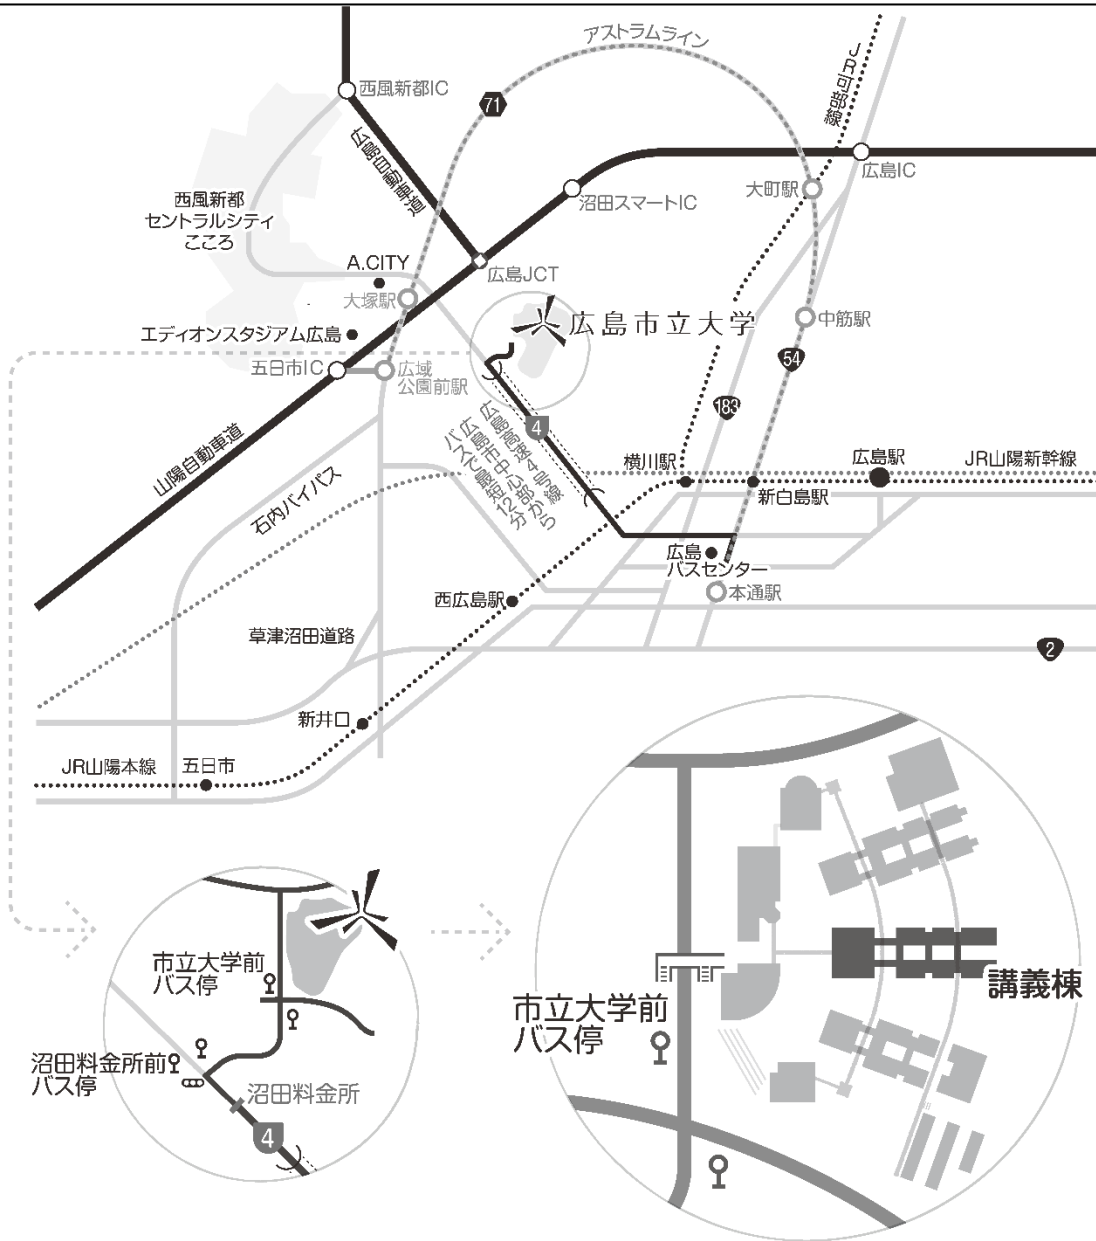 アストラムライン
JR可部線
西風新都IC
71
広島自動車道
広島IC
大町駅
沼田スマートIC
西風新都
セントラルシティ
こころ
A.CITY
広島JCT
大塚駅
広島市立大学
中筋駅
エディオンスタジアム広島
五日市IC
広域
公園前駅
54
183
4
広島高速4号線から
広島市中心部
バスで最短12分
山陽自動車道
石内バイパス
横川駅
広島駅
JR山陽新幹線
新白島駅
広島
バスセンター
本通駅
西広島駅
草津沼田道路
2
新井口
JR山陽本線
五日市
市立大学前
バス停
沼田料金所前
バス停
沼田料金所
4
市立大学前
バス停
講義棟